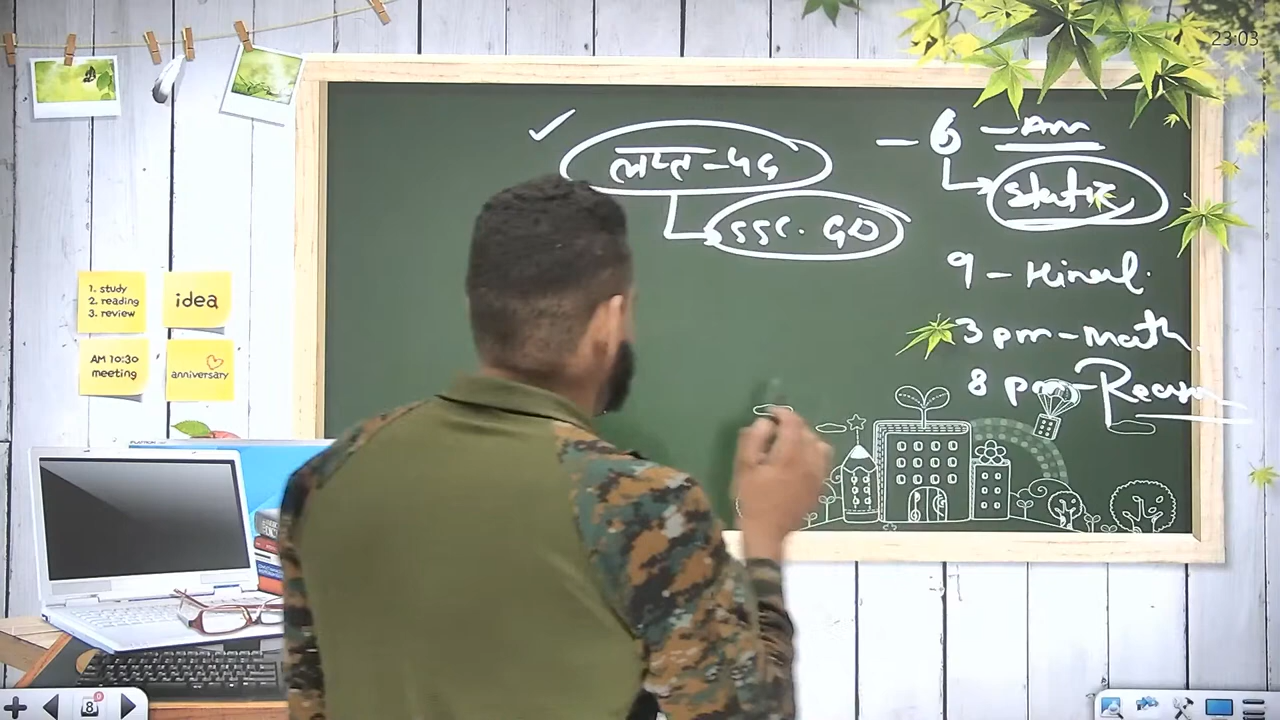 23:03
लक्ष्य-45
SSC. GD
- 6 - AM
static
9 - Hindi.
3 pm - math.
8 pm - Reason
1. study
2. reading
3. review
idea
AM 10:30
meeting
anniversary
8